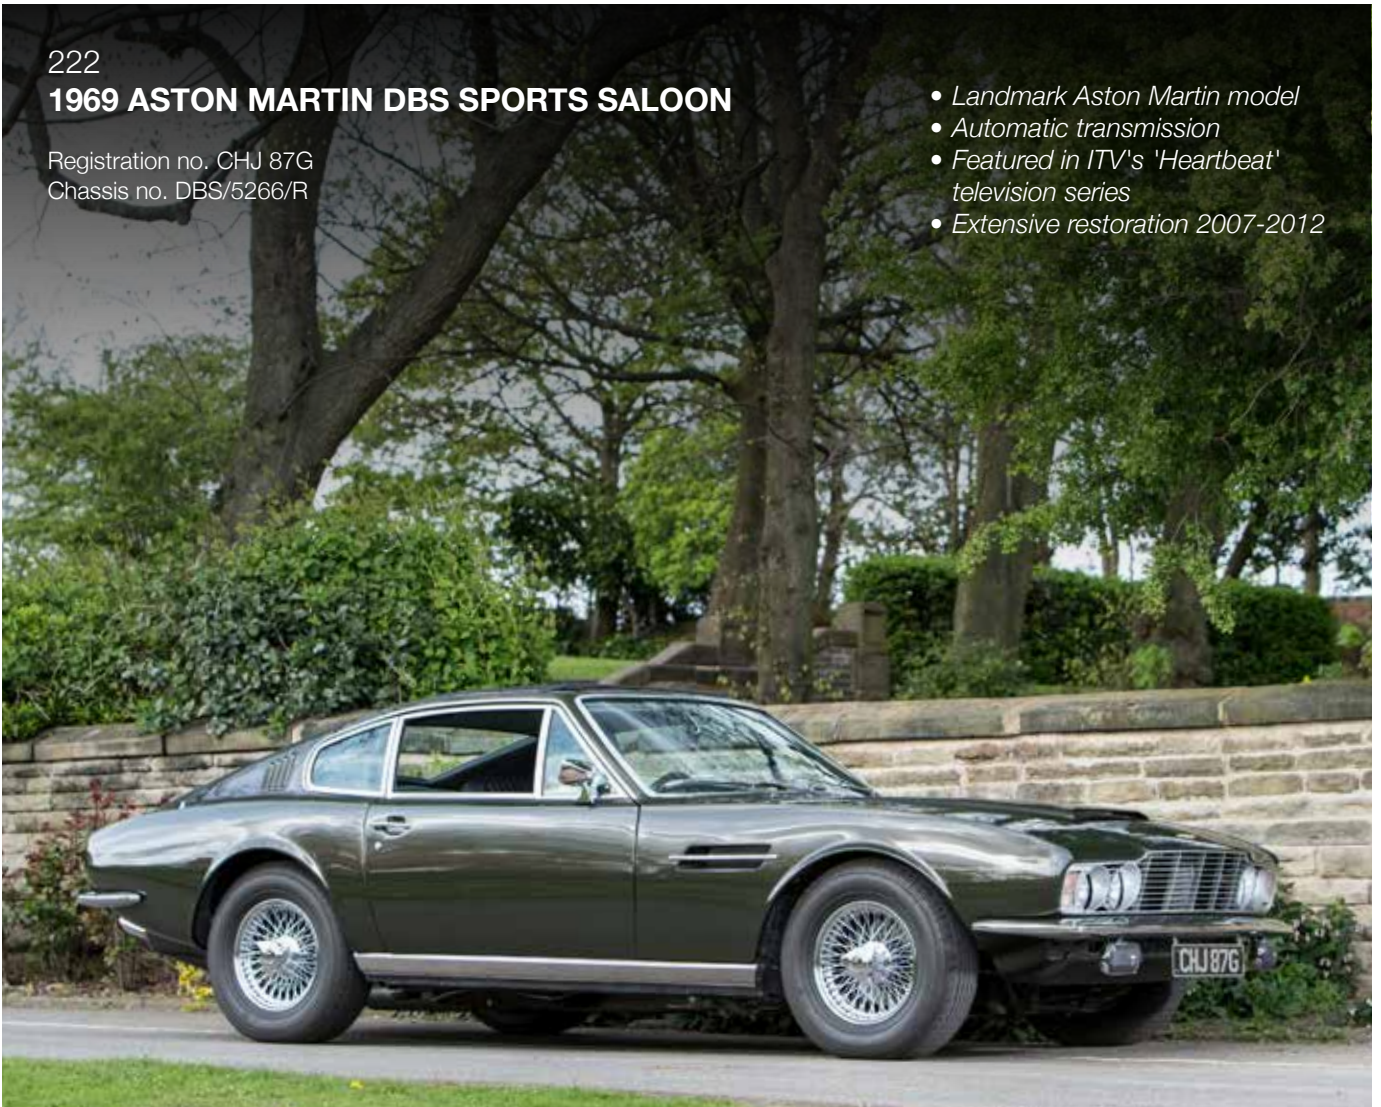 222
1969 ASTON MARTIN DBS SPORTS SALOON
Registration no. CHJ 87G
Chassis no. DBS/5266/R
• Landmark Aston Martin model
• Automatic transmission
• Featured in ITV's 'Heartbeat'
television series
• Extensive restoration 2007-2012
CHJ 87G